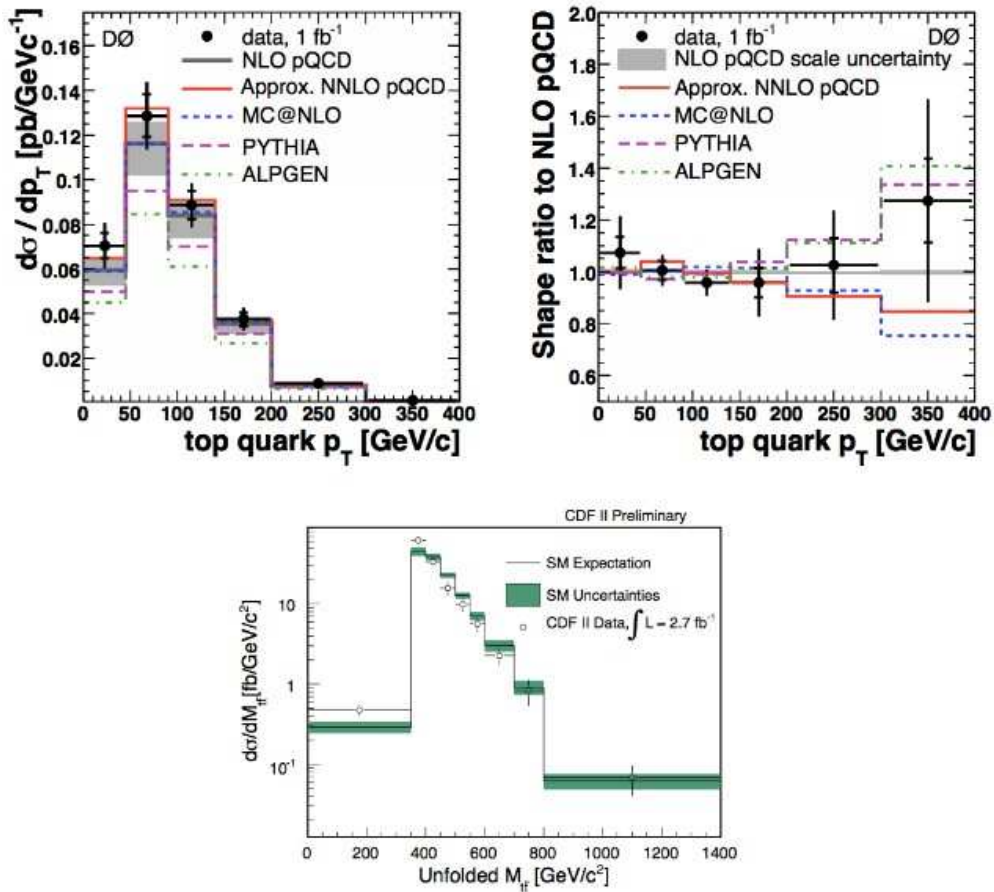 dσ / dp_T [pb/GeVc⁻¹]
0.16
0.14
0.12
0.1
0.08
0.06
0.04
0.02
DØ
data, 1 fb⁻¹
NLO pQCD
Approx. NNLO pQCD
MC@NLO
PYTHIA
ALPGEN
0 50 100 150 200 250 300 350 400
top quark p_T [GeV/c]
Shape ratio to NLO pQCD
2.0
1.8
1.6
1.4
1.2
1.0
0.8
0.6
data, 1 fb⁻¹ DØ
NLO pQCD scale uncertainty
Approx. NNLO pQCD
MC@NLO
PYTHIA
ALPGEN
0 50 100 150 200 250 300 350 400
top quark p_T [GeV/c]
CDF II Preliminary
dσ/dM_tt̄ [fb/GeV/c²]
10
1
10⁻¹
SM Expectation
SM Uncertainties
CDF II Data, ∫ L = 2.7 fb⁻¹
0 200 400 600 800 1000 1200 1400
Unfolded M_tt̄ [GeV/c²]